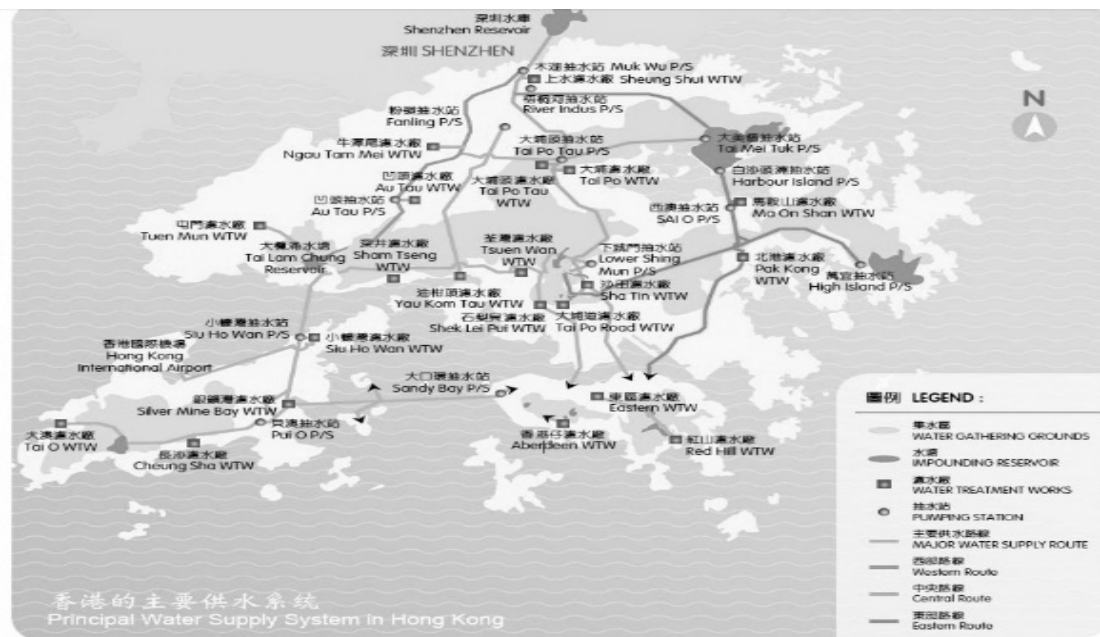 深圳水庫
Shenzhen Resevoir
深圳 SHENZHEN
木湖抽水站 Muk Wu P/S
上水濾水廠
Sheung Shui WTW
梧桐河抽水站
River Indus P/S
粉嶺抽水站
Fanling P/S
牛潭尾濾水廠
Ngau Tam Mei WTW
大埔頭抽水站
Tai Po Tau P/S
大美督抽水站
Tai Mei Tuk P/S
凹頭濾水廠
Au Tau WTW
大埔頭濾水廠
Tai Po Tau
WTW
大埔濾水廠
Tai Po WTW
白沙頭洲抽水站
Harbour Island P/S
凹頭抽水站
Au Tau P/S
西澳抽水站
SAI O P/S
馬鞍山濾水廠
Ma On Shan WTW
屯門濾水廠
Tuen Mun WTW
大欖涌水塘
Tai Lam Chung
Reservoir
深井濾水廠
Sham Tseng
WTW
荃灣濾水廠
Tsuen Wan
WTW
下城門抽水站
Lower Shing
Mun P/S
北港濾水廠
Pak Kong
WTW
萬宜抽水站
High Island P/S
油柑頭濾水廠
Yau Kom Tau WTW
沙田濾水廠
Sha Tin WTW
石梨貝濾水廠
Shek Lei Pui WTW
大埔道濾水廠
Tai Po Road WTW
小蠔灣抽水站
Siu Ho Wan P/S
小蠔灣濾水廠
Siu Ho Wan WTW
香港國際機場
Hong Kong
International Airport
大口環抽水站
Sandy Bay P/S
銀鑛灣濾水廠
Silver Mine Bay WTW
東區濾水廠
Eastern WTW
大澳濾水廠
Tai O WTW
貝澳抽水站
Pui O P/S
長沙濾水廠
Cheung Sha WTW
香港仔濾水廠
Aberdeen WTW
紅山濾水廠
Red Hill WTW
N
圖例 LEGEND :
集水區
WATER GATHERING GROUNDS
水塘
IMPOUNDING RESERVOIR
濾水廠
WATER TREATMENT WORKS
抽水站
PUMPING STATION
主要供水路線
MAJOR WATER SUPPLY ROUTE
西部路線
Western Route
中央路線
Central Route
東部路線
Eastern Route
香港的主要供水系統
Principal Water Supply System in Hong Kong